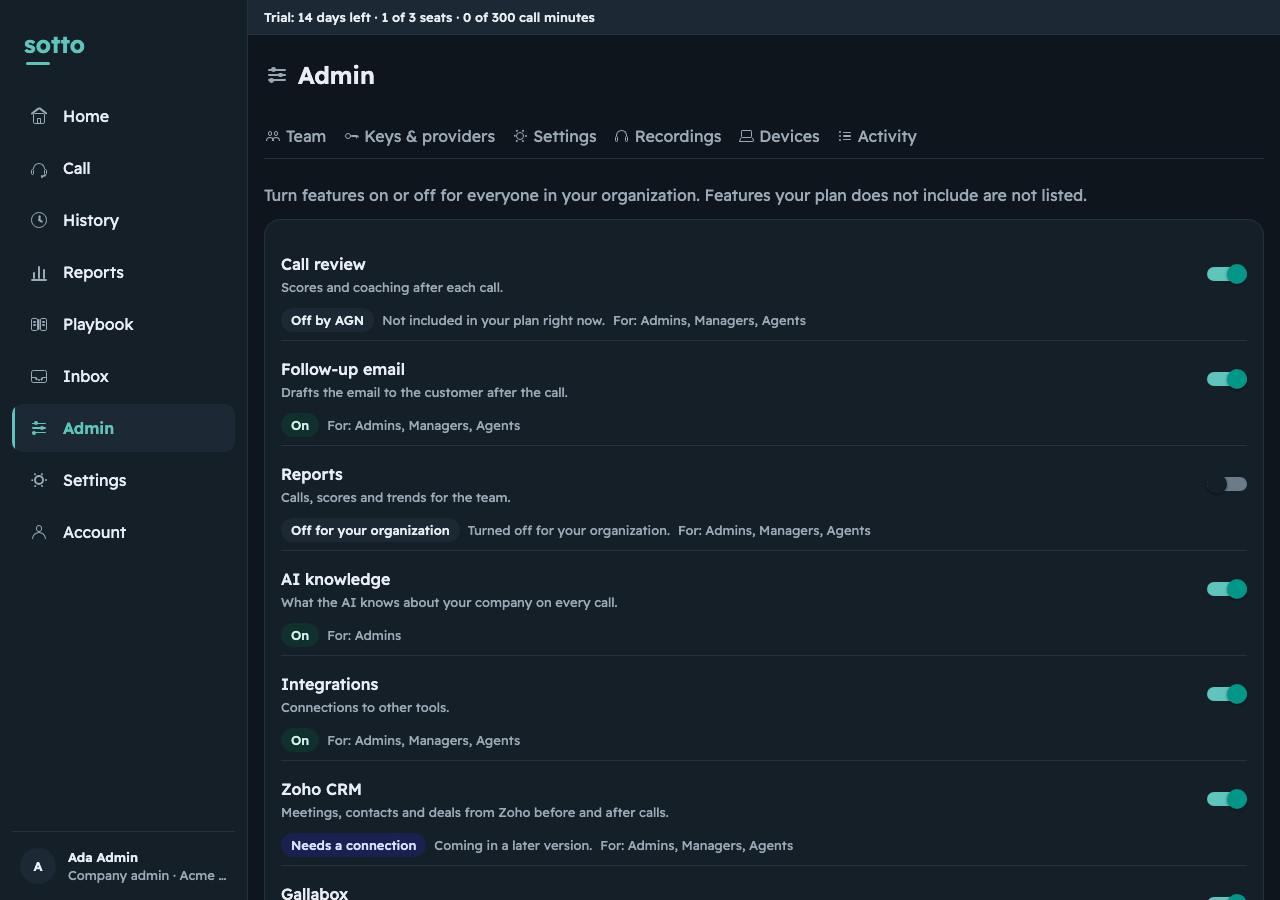 Trial: 14 days left · 1 of 3 seats · 0 of 300 call minutes
sotto
Home
Call
History
Reports
Playbook
Inbox
Admin
Settings
Account
A
Ada Admin
Company admin · Acme ...
Admin
Team Keys & providers Settings Recordings Devices Activity
Turn features on or off for everyone in your organization. Features your plan does not include are not listed.
Call review
Scores and coaching after each call.
Off by AGN Not included in your plan right now. For: Admins, Managers, Agents
Follow-up email
Drafts the email to the customer after the call.
On For: Admins, Managers, Agents
Reports
Calls, scores and trends for the team.
Off for your organization Turned off for your organization. For: Admins, Managers, Agents
AI knowledge
What the AI knows about your company on every call.
On For: Admins
Integrations
Connections to other tools.
On For: Admins, Managers, Agents
Zoho CRM
Meetings, contacts and deals from Zoho before and after calls.
Needs a connection Coming in a later version. For: Admins, Managers, Agents
Gallabox